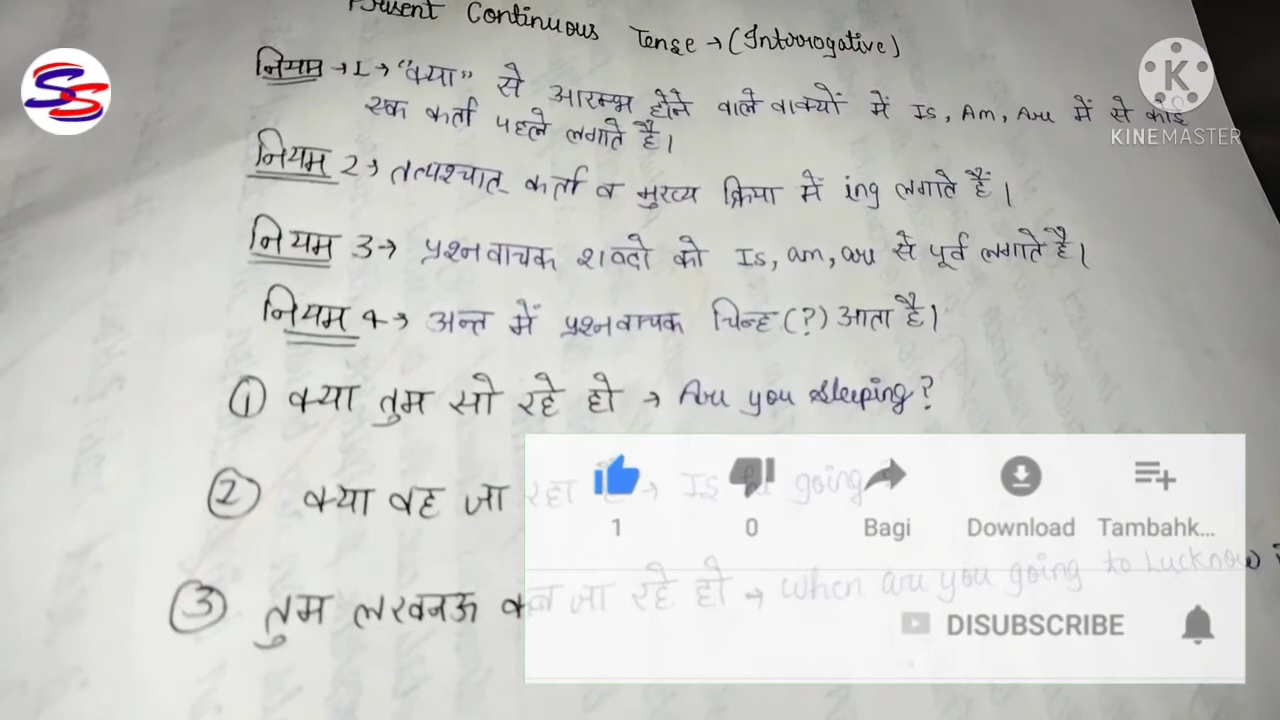 Present Continuous Tense → (Interrogative)
नियम → 1 → "क्या" से आरम्भ होने वाले वाक्यों में Is, Am, Are में से कोई
एक कर्ता पहले लगाते है।
नियम 2 → तत्पश्चात् कर्ता व मुख्य क्रिया में ing लगाते हैं।
नियम 3 → प्रश्नवाचक शब्दो को Is, am, are से पूर्व लगाते है।
नियम 4 → अन्त में प्रश्नवाचक चिन्ह (?) आता है।
① क्या तुम सो रहे हो → Are you sleeping?
② क्या वह जा रहा है → Is he going
③ तुम लखनऊ कब जा रहे हो → When are you going to Lucknow ?
SS
K
KINEMASTER
1 0 Bagi Download Tambahk...
DISUBSCRIBE